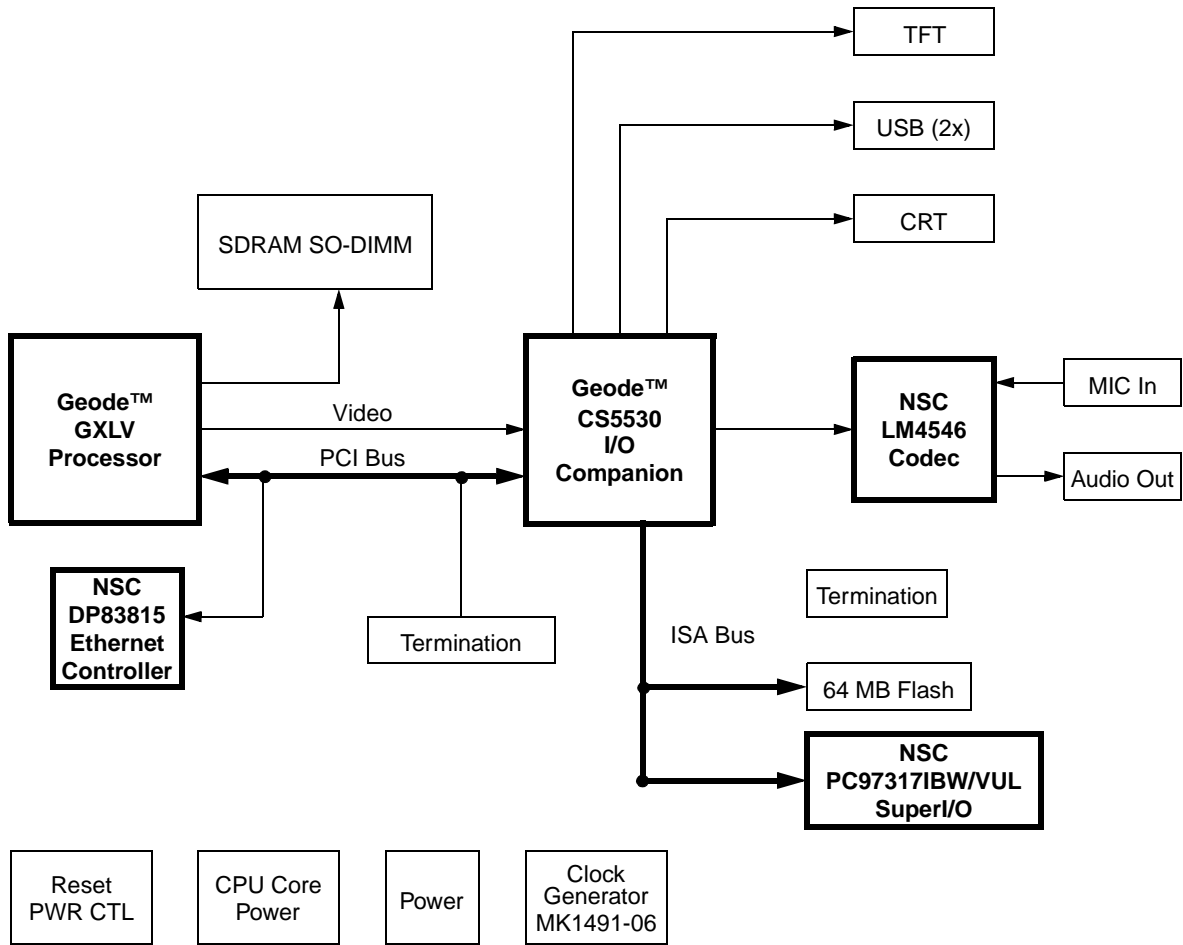 TFT
USB (2x)
CRT
SDRAM SO-DIMM
Geode™
GXLV
Processor
Video
PCI Bus
Geode™
CS5530
I/O
Companion
NSC
LM4546
Codec
MIC In
Audio Out
NSC
DP83815
Ethernet
Controller
Termination
ISA Bus
Termination
64 MB Flash
NSC
PC97317IBW/VUL
SuperI/O
Reset
PWR CTL
CPU Core
Power
Power
Clock
Generator
MK1491-06